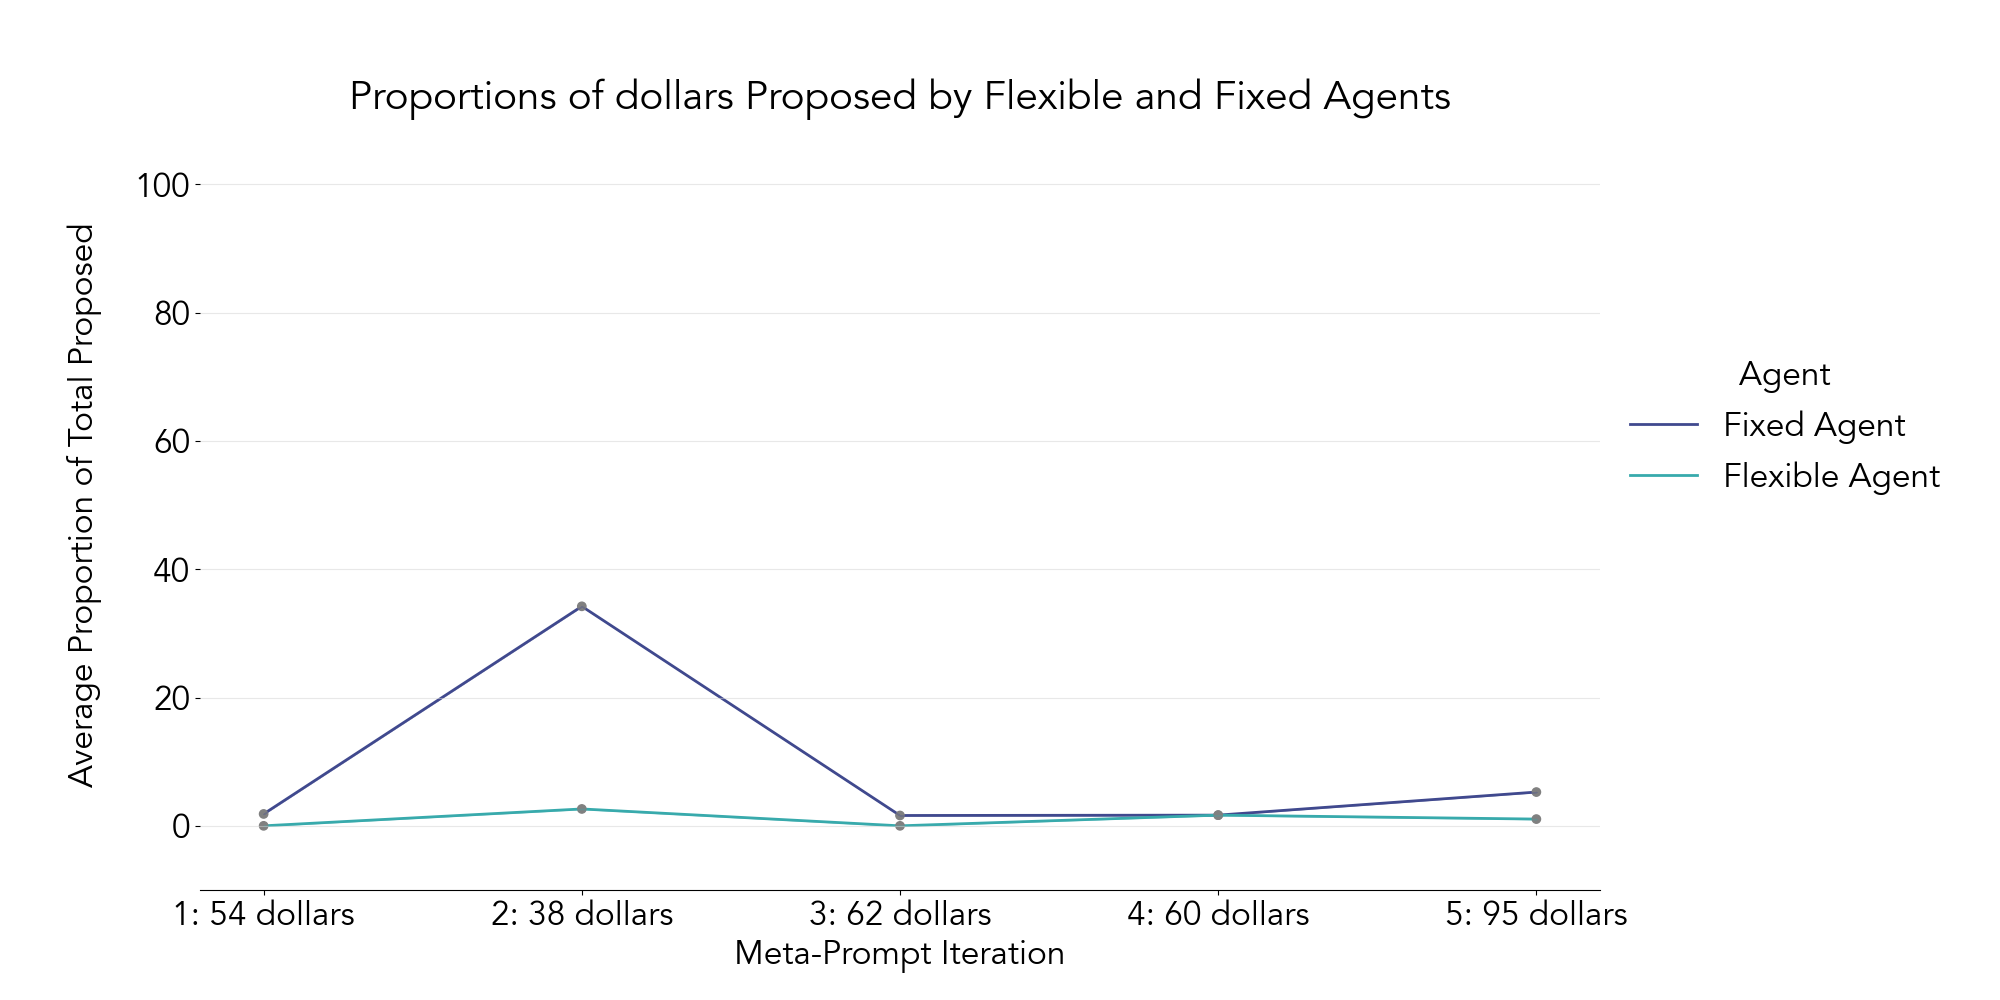 Proportions of dollars Proposed by Flexible and Fixed Agents
Average Proportion of Total Proposed
100
80
60
40
20
0
1: 54 dollars
2: 38 dollars
3: 62 dollars
4: 60 dollars
5: 95 dollars
Meta-Prompt Iteration
Agent
Fixed Agent
Flexible Agent